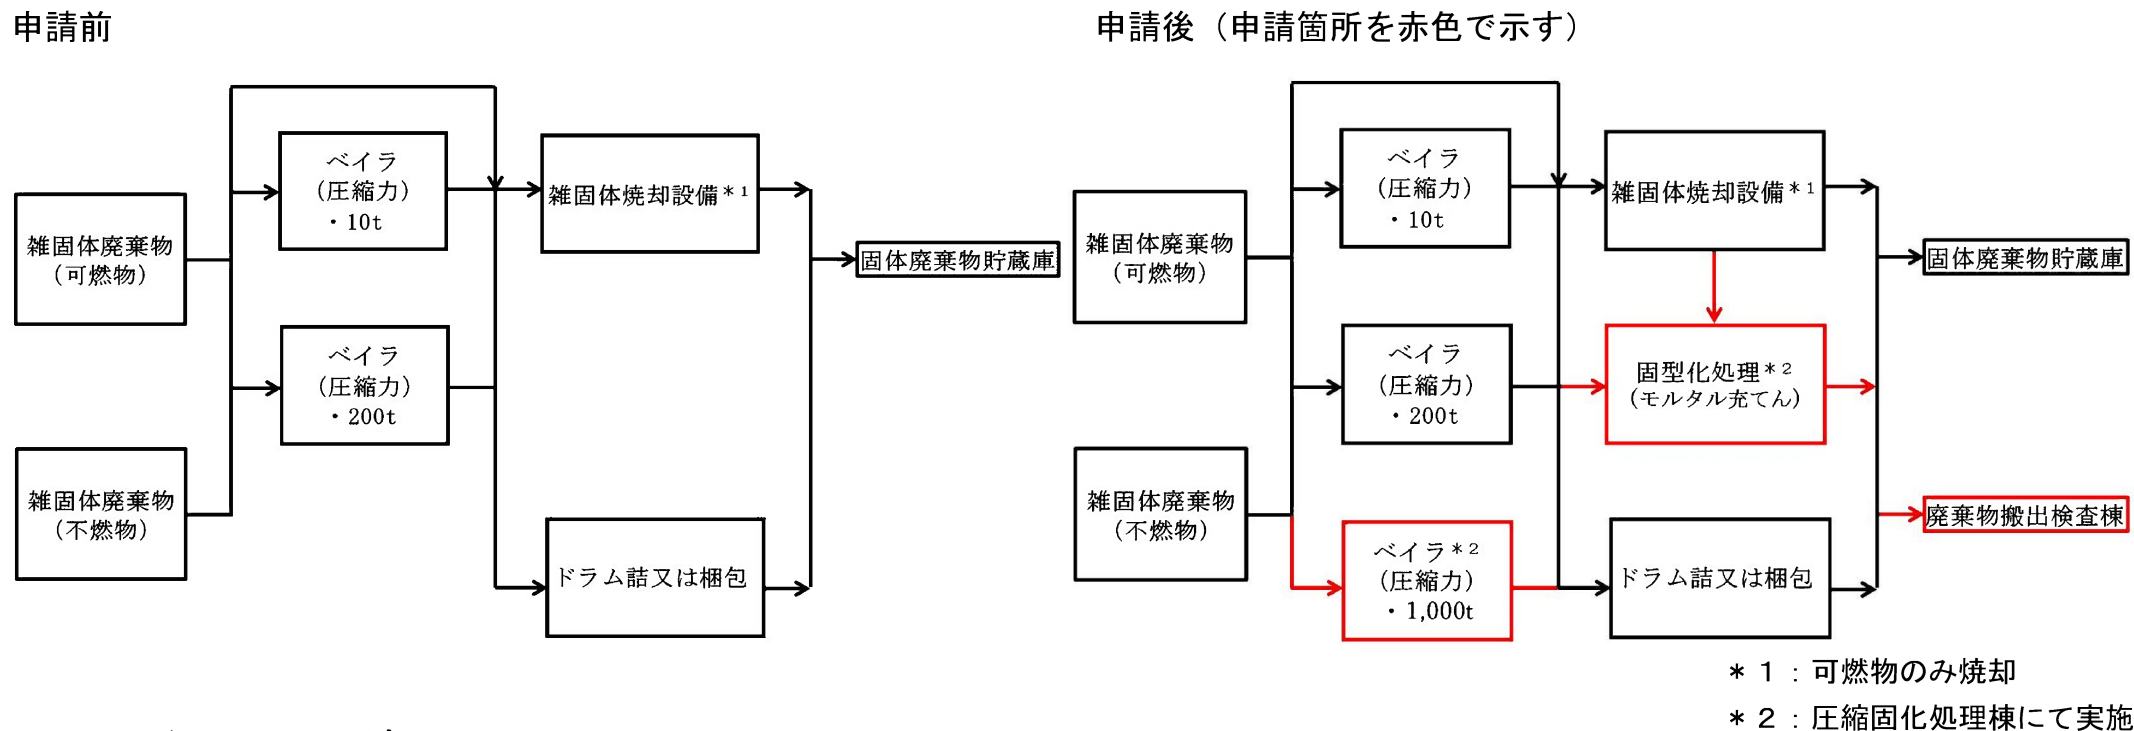 申請前
雑固体廃棄物
(可燃物)
雑固体廃棄物
(不燃物)
ベイラ
(圧縮力)
・10t
ベイラ
(圧縮力)
・200t
雑固体焼却設備＊１
ドラム詰又は梱包
固体廃棄物貯蔵庫
申請後（申請箇所を赤色で示す）
雑固体廃棄物
(可燃物)
雑固体廃棄物
(不燃物)
ベイラ
(圧縮力)
・10t
ベイラ
(圧縮力)
・200t
ベイラ＊２
(圧縮力)
・1,000t
雑固体焼却設備＊１
固型化処理＊２
(モルタル充てん)
ドラム詰又は梱包
固体廃棄物貯蔵庫
廃棄物搬出検査棟
＊１：可燃物のみ焼却
＊２：圧縮固化処理棟にて実施